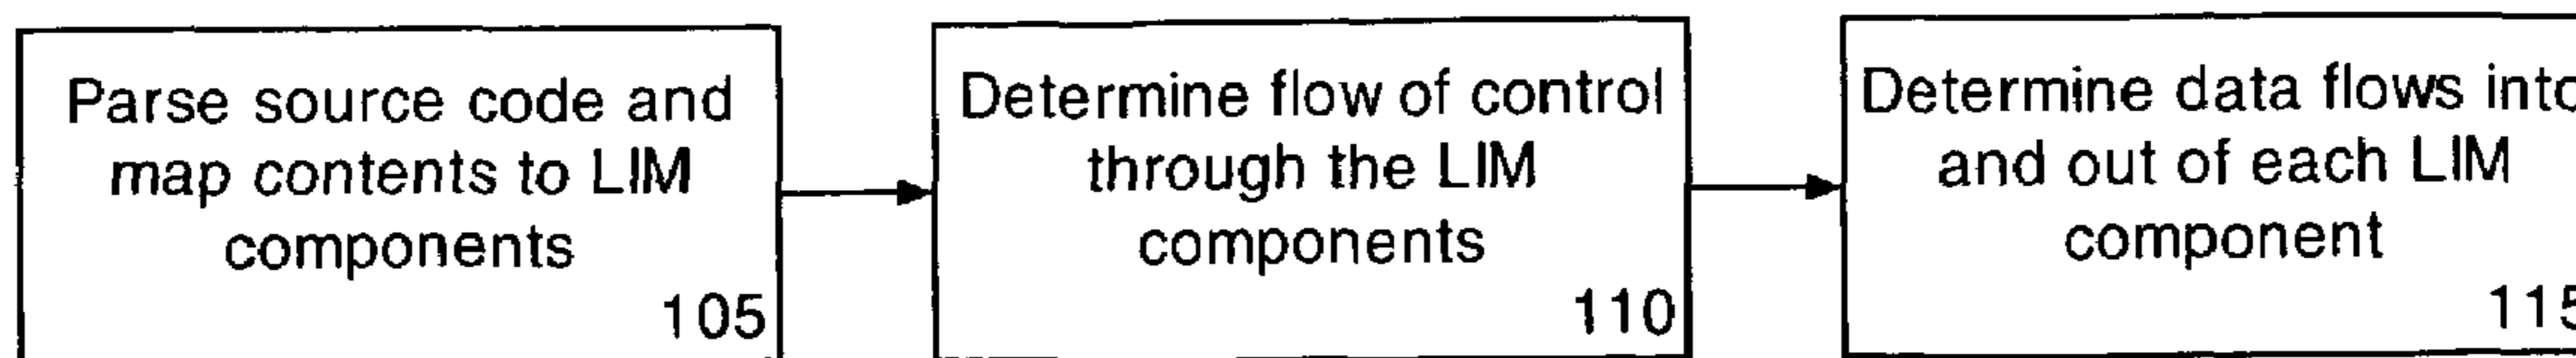 Parse source code and
map contents to LIM
components
105
Determine flow of control
through the LIM
components
110
Determine data flows into
and out of each LIM
component
115